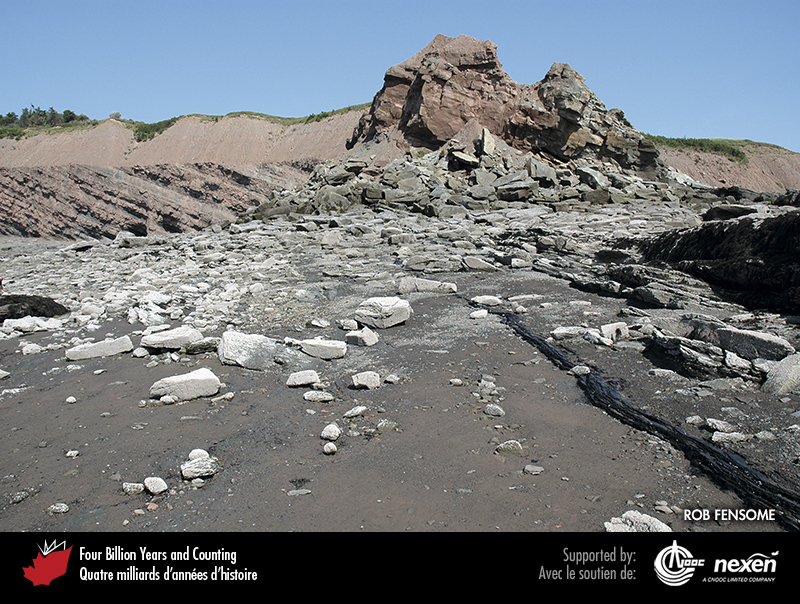 ROB FENSOME
Four Billion Years and Counting
Quatre milliards d'années d'histoire
Supported by:
Avec le soutien de:
CNOOC
nexen
A CNOOC LIMITED COMPANY